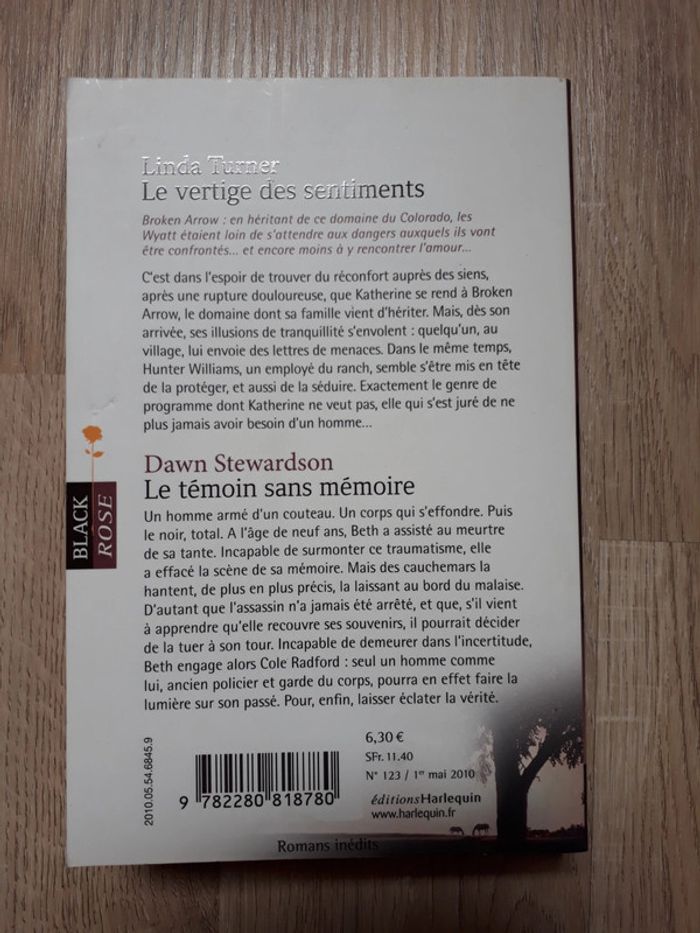 Linda Turner
Le vertige des sentiments
Broken Arrow : en héritant de ce domaine du Colorado, les
Wyatt étaient loin de s'attendre aux dangers auxquels ils vont
être confrontés... et encore moins à y rencontrer l'amour...
C'est dans l'espoir de trouver du réconfort auprès des siens,
après une rupture douloureuse, que Katherine se rend à Broken
Arrow, le domaine dont sa famille vient d'hériter. Mais, dès son
arrivée, ses illusions de tranquillité s'envolent : quelqu'un, au
village, lui envoie des lettres de menaces. Dans le même temps,
Hunter Williams, un employé du ranch, semble s'être mis en tête
de la protéger, et aussi de la séduire. Exactement le genre de
programme dont Katherine ne veut pas, elle qui s'est juré de ne
plus jamais avoir besoin d'un homme...
BLACK
ROSE
Dawn Stewardson
Le témoin sans mémoire
Un homme armé d'un couteau. Un corps qui s'effondre. Puis
le noir, total. A l'âge de neuf ans, Beth a assisté au meurtre
de sa tante. Incapable de surmonter ce traumatisme, elle
a effacé la scène de sa mémoire. Mais des cauchemars la
hantent, de plus en plus précis, la laissant au bord du malaise.
D'autant que l'assassin n'a jamais été arrêté, et que, s'il vient
à apprendre qu'elle recouvre ses souvenirs, il pourrait décider
de la tuer à son tour. Incapable de demeurer dans l'incertitude,
Beth engage alors Cole Radford : seul un homme comme
lui, ancien policier et garde du corps, pourra en effet faire la
lumière sur son passé. Pour, enfin, laisser éclater la vérité.
2010.05.54.6845.9
9 782280 818780
6,30 €
SFr. 11.40
N° 123 / 1er mai 2010
éditionsHarlequin
www.harlequin.fr
Romans inédits